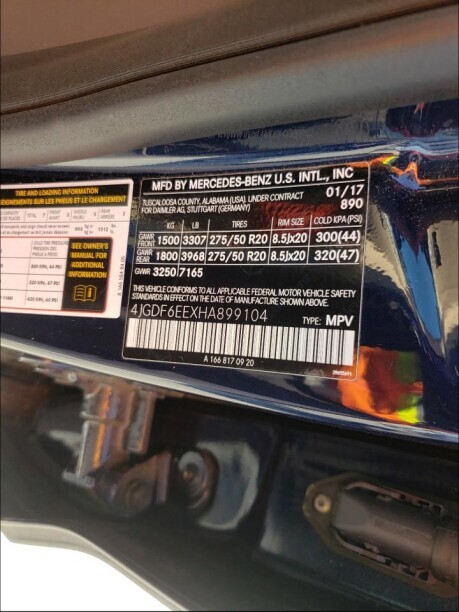 MFD BY MERCEDES-BENZ U.S. INTL., INC
TUSCALOOSA COUNTY, ALABAMA (USA), UNDER CONTRACT 01/17
FOR DAIMLER AG, STUTTGART (GERMANY) 890
KG LB TIRES RIM SIZE COLD KPA(PSI)
GAWR FRONT 1500 3307 275/50 R20 8.5Jx20 300(44)
GAWR REAR 1800 3968 275/50 R20 8.5Jx20 320(47)
GVWR 3250 7165
THIS VEHICLE CONFORMS TO ALL APPLICABLE FEDERAL MOTOR VEHICLE SAFETY
STANDARDS IN EFFECT ON THE DATE OF MANUFACTURE SHOWN ABOVE.
4JGDF6EEXHA899104 TYPE: MPV
A 166 817 09 20
TIRE AND LOADING INFORMATION
SUR LES PNEUS ET LE CHARGEMENT
SEE OWNER'S
MANUAL FOR
ADDITIONAL
INFORMATION